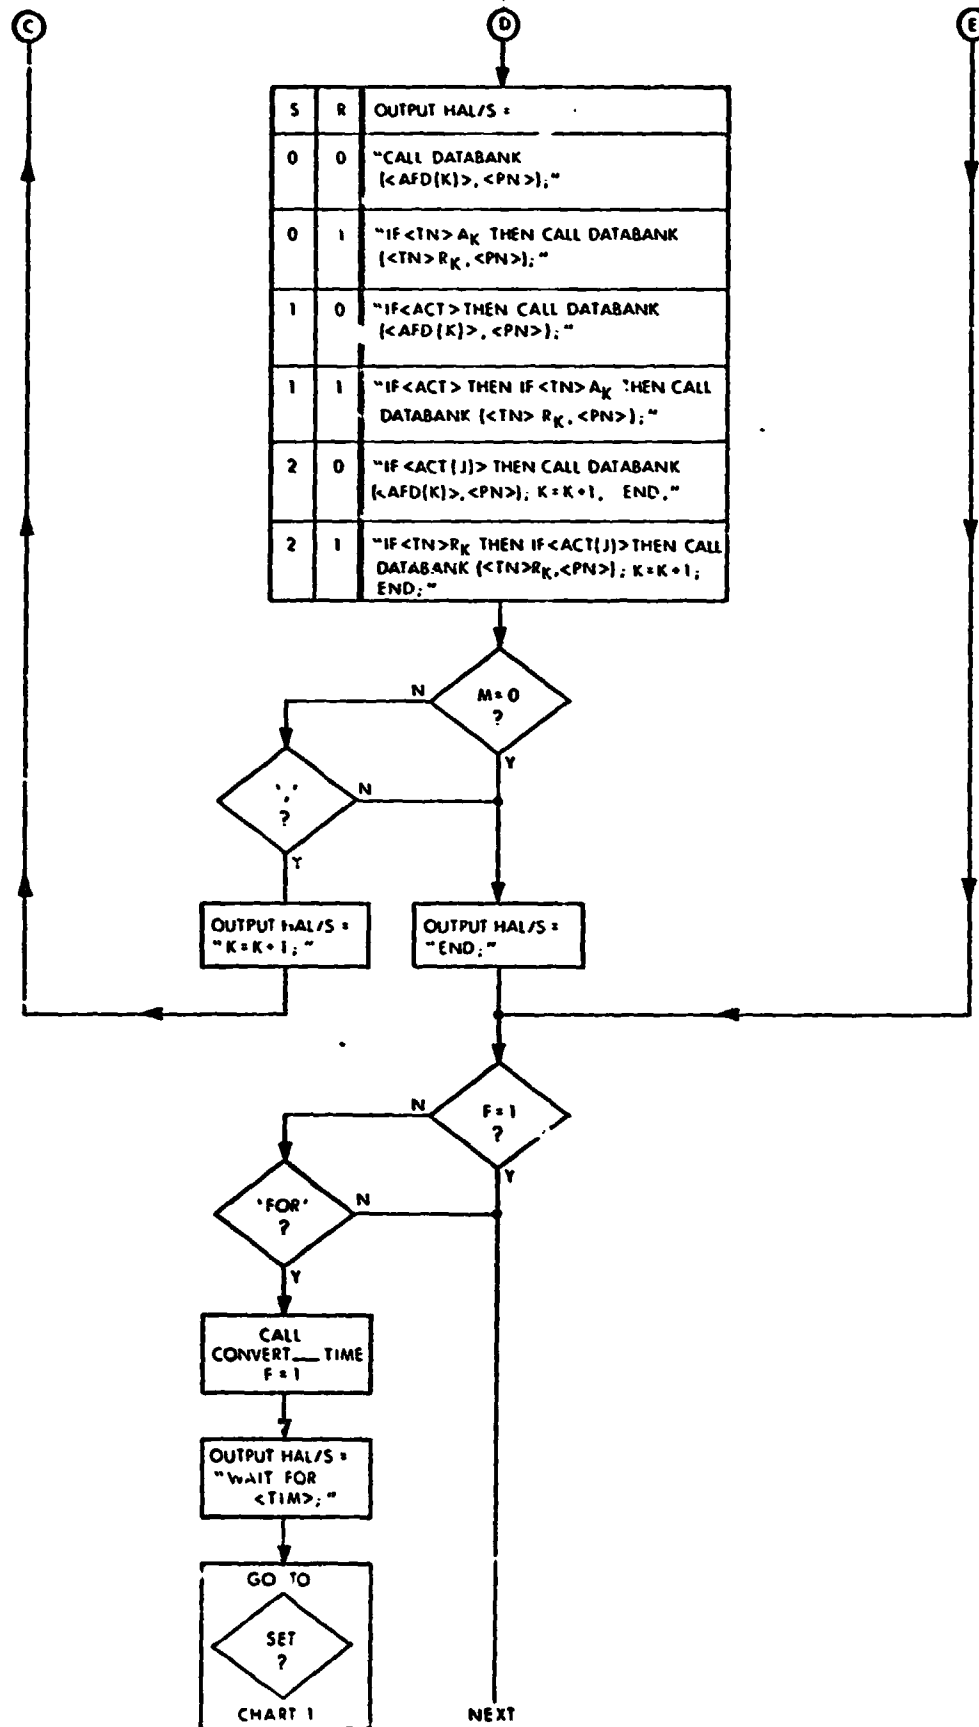 C D E
S R OUTPUT HAL/S =
0 0 "CALL DATABANK
(<AFD(K)>,<PN>);"
0 1 "IF<TN>A_K THEN CALL DATABANK
(<TN>R_K,<PN>);"
1 0 "IF<ACT>THEN CALL DATABANK
(<AFD(K)>,<PN>);"
1 1 "IF<ACT> THEN IF<TN>A_K THEN CALL
DATABANK (<TN> R_K,<PN>);"
2 0 "IF <ACT(J)> THEN CALL DATABANK
(<AFD(K)>,<PN>); K=K+1, END."
2 1 "IF<TN>R_K THEN IF<ACT(J)>THEN CALL
DATABANK (<TN>R_K,<PN>); K=K+1;
END;"
N M=0
?
Y
',' N
?
Y
OUTPUT HAL/S =
"K=K+1;"
OUTPUT HAL/S =
"END;"
N F=1
?
Y
'FOR' N
?
Y
CALL
CONVERT__TIME
F=1
OUTPUT HAL/S =
"WAIT FOR
<TIM>;"
GO TO
SET
?
CHART 1 NEXT